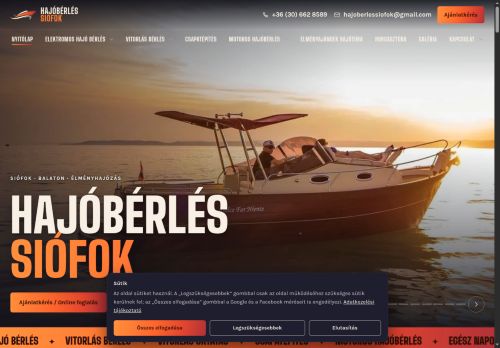 HAJÓBÉRLÉS
SIÓFOK
+36 (30) 662 8589
hajoberlessiofok@gmail.com
Ajánlatkérés
NYITÓLAP
ELEKTROMOS HAJÓ BÉRLÉS
VITORLÁS BÉRLÉS
CSAPATÉPÍTÉS
MOTOROS HAJÓBÉRLÉS
ÉLMÉNYAJÁNDÉK HAJÓTÚRA
BORGASZTÚRA
GALÉRIA
KAPCSOLAT
SIÓFOK · BALATON · ÉLMÉNYHAJÓZÁS
HAJÓBÉRLÉS
SIÓFOK
Ajánlatkérés / Online foglalás
Sütik
Az oldal sütiket használ. A „Legszükségesebbek" gombbal csak az oldal működéséhez szükséges sütik
kerülnek fel; az „Összes elfogadása" gombbal a Google és a Facebook mérései is engedélyezi. Adatkezelési
tájékoztató
Összes elfogadása
Legszükségesebbek
Elutasítás
JÓ BÉRLÉS
VITORLÁS BÉRLÉS
MOTOROS HAJÓBÉRLÉS
EGÉSZ NAPO